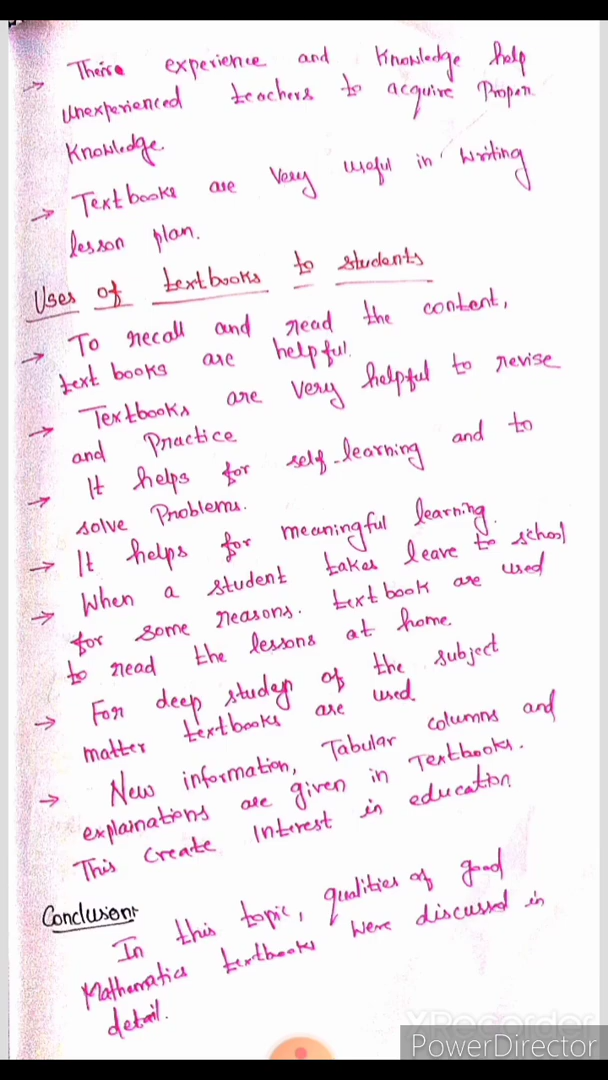 → Theire experience and Knowledge help
unexperienced teachers to acquire Proper
Knowledge.
→ Textbooks are very useful in writing
lesson plan.
Uses of textbooks to students
→ To recall and read the content,
text books are helpful.
→ Textbooks are very helpful to revise
and Practice
→ It helps for self-learning and to
solve Problems.
→ It helps for meaningful learning.
→ When a student takes leave to school
for some reasons. textbook are used
to read the lessons at home.
→ For deep study of the subject
matter textbooks are used
→ New information, Tabular columns and
explainations are given in Textbooks.
This create Interest in education
Conclusion:
In this topic, qualities of good
Mathematics textbooks were discussed in
detail.
XRecorder
PowerDirector